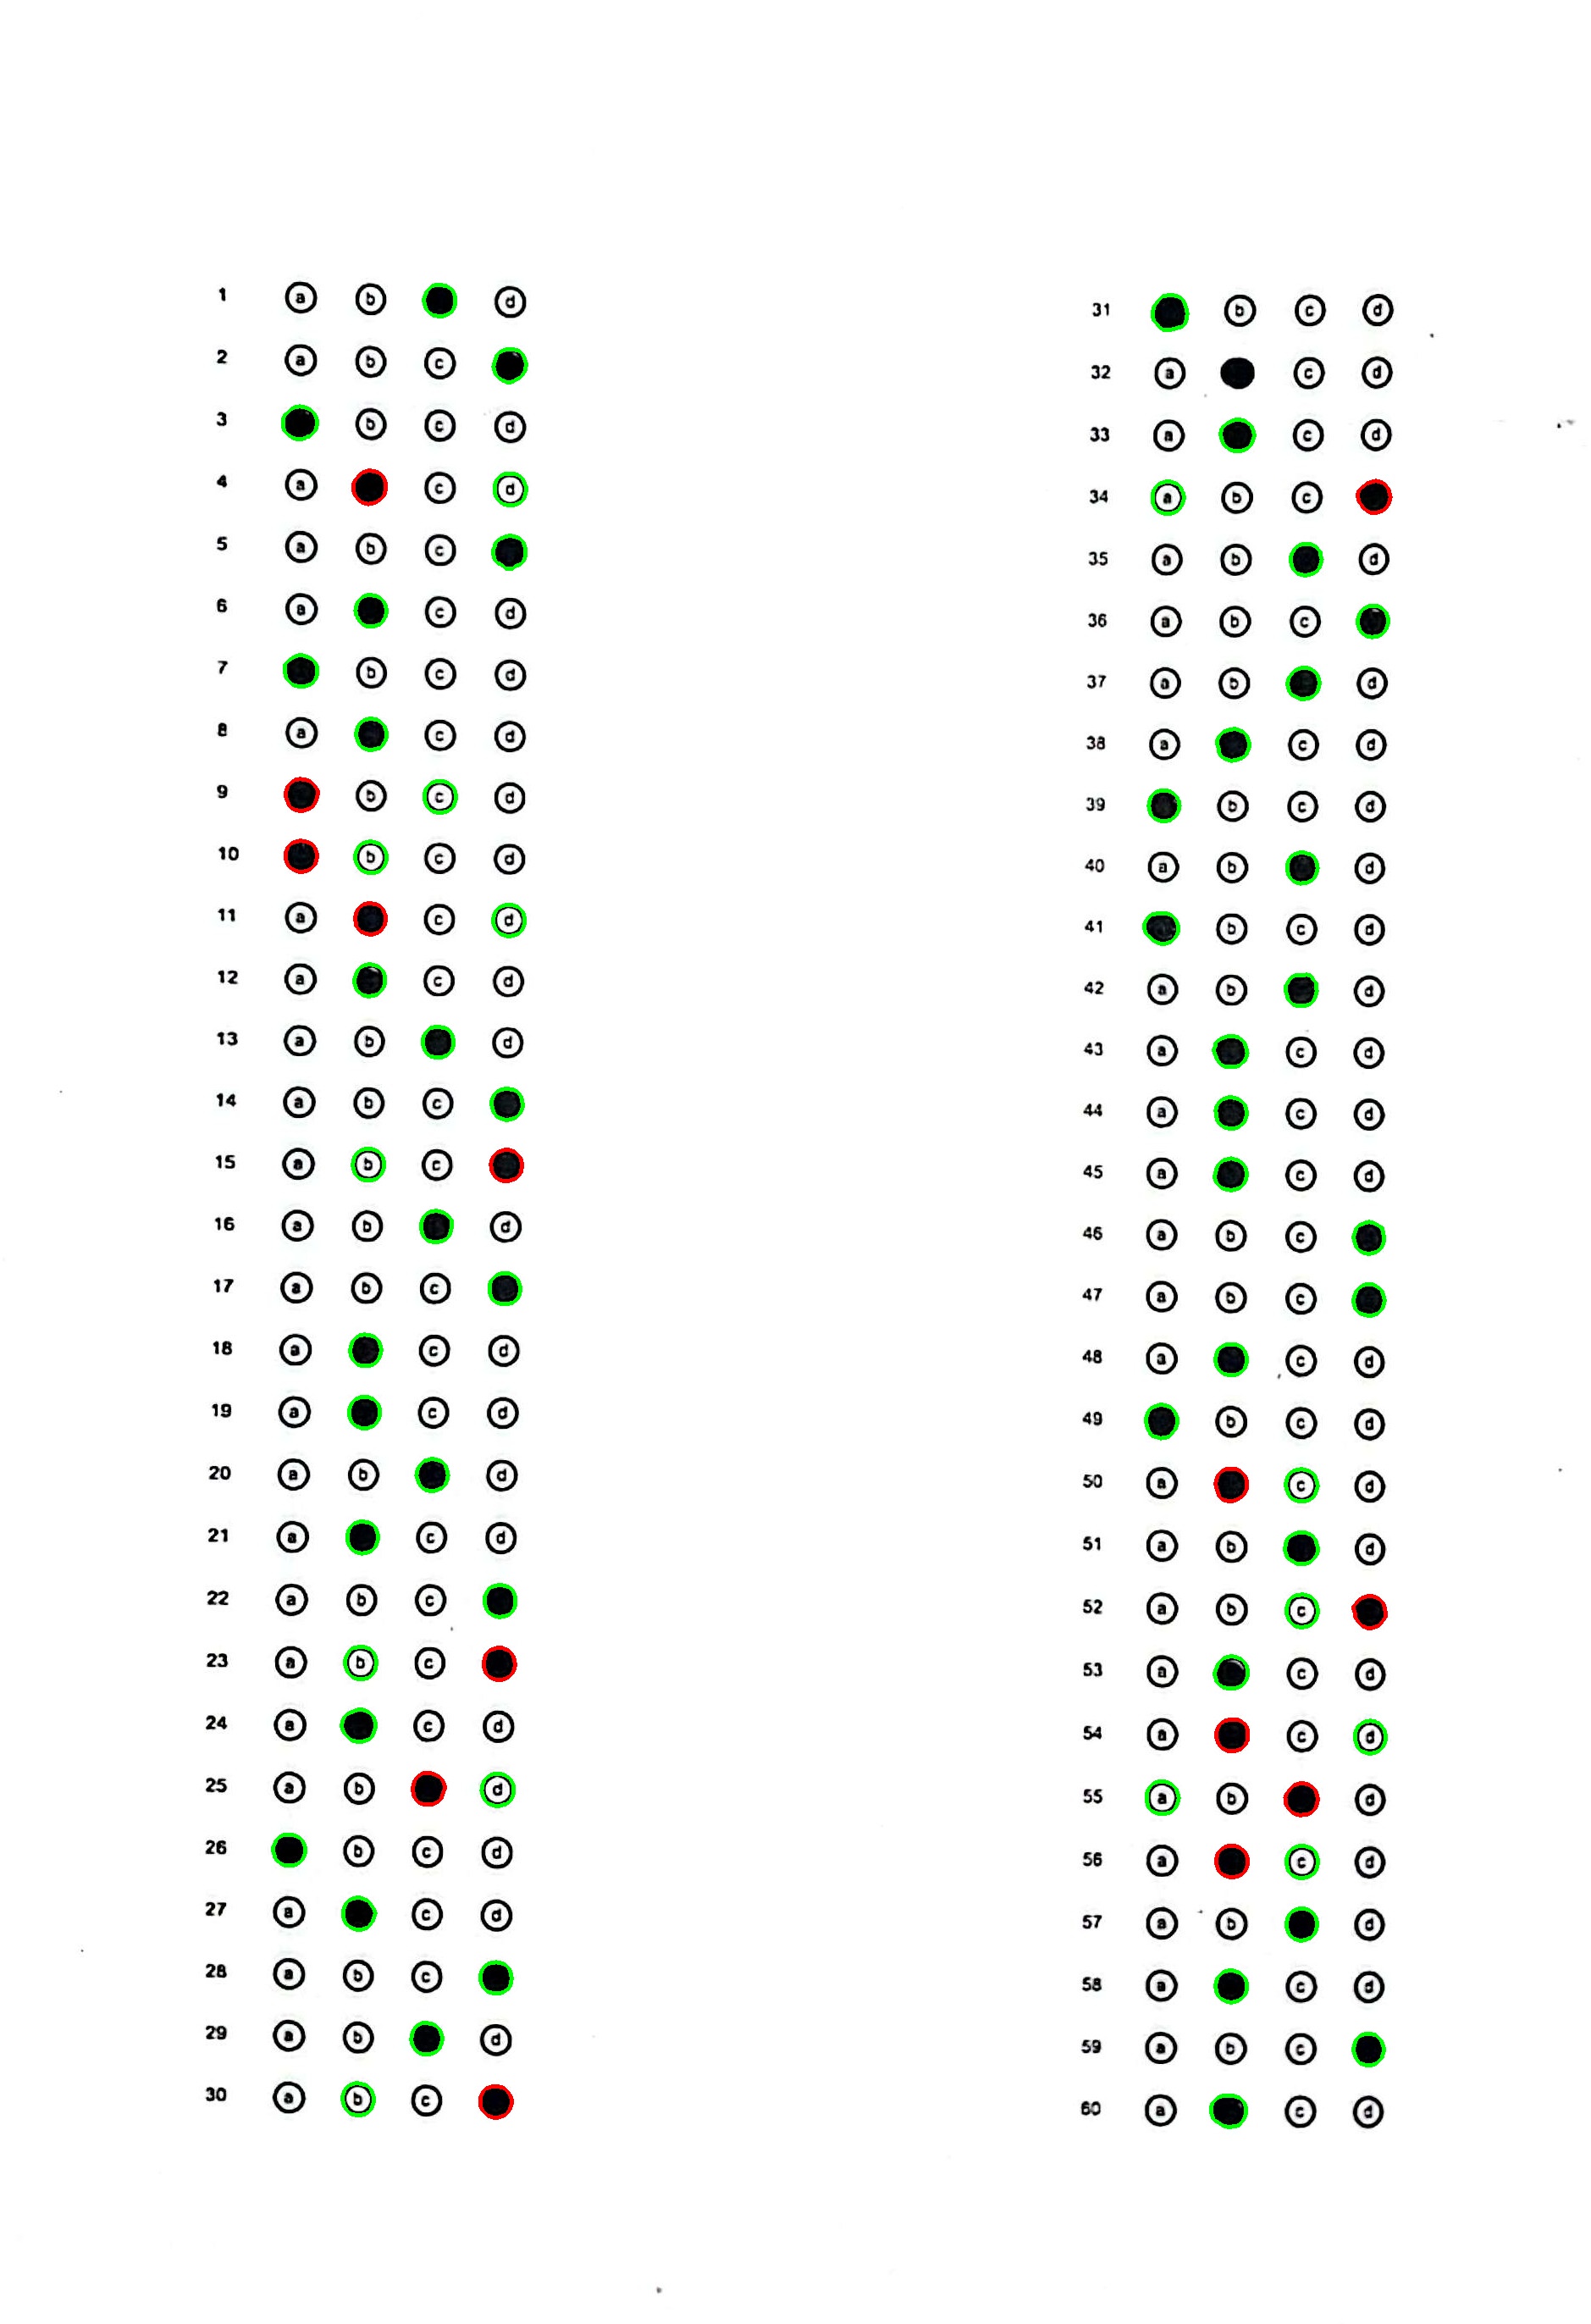 1 a b d
2 a b c
3 b c d
4 a c d
5 a b c
6 a c d
7 b c d
8 a c d
9 b c d
10 b c d
11 a c d
12 a c d
13 a b d
14 a b c
15 a b c
16 a b d
17 a b c
18 a c d
19 a c d
20 a b d
21 a c d
22 a b c
23 a b c
24 a c d
25 a b d
26 b c d
27 a c d
28 a b c
29 a b d
30 a b c
31 b c d
32 a c d
33 a c d
34 a b c
35 a b d
36 a b c
37 a b d
38 a c d
39 b c d
40 a b d
41 b c d
42 a b d
43 a c d
44 a c d
45 a c d
46 a b c
47 a b c
48 a c d
49 b c d
50 a c d
51 a b d
52 a b c
53 a c d
54 a c d
55 a b d
56 a c d
57 a b d
58 a c d
59 a b c
60 a c d